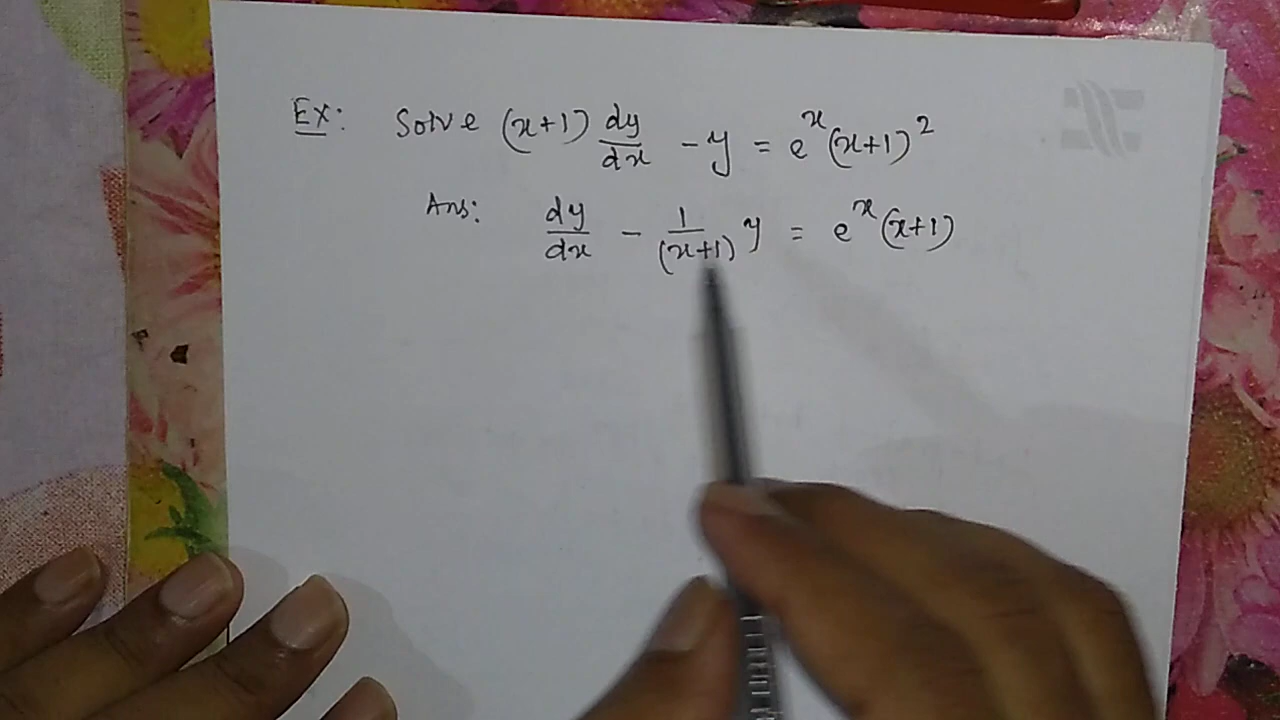 Ex: Solve (x+1) dy/dx - y = e^x (x+1)^2
Ans: dy/dx - 1/(x+1) y = e^x (x+1)